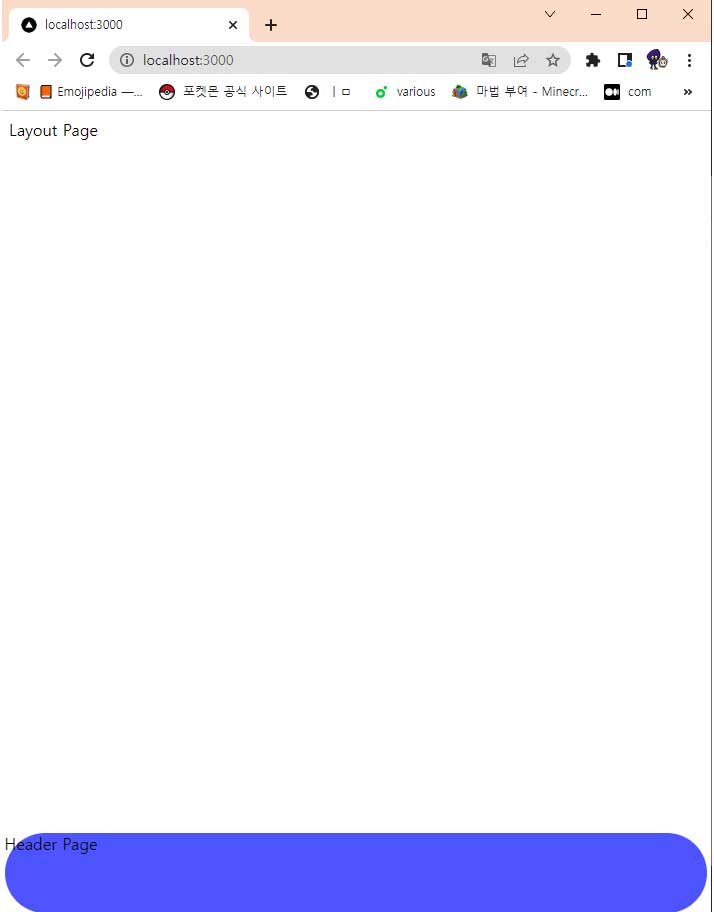 localhost:3000
localhost:3000
Emojipedia —... 포켓몬 공식 사이트 ㅣㅁ various 마법 부여 - Minecr... com »
Layout Page
Header Page